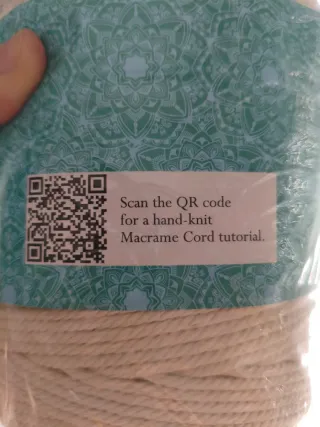 Scan the QR code
for a hand-knit
Macrame Cord tutorial.